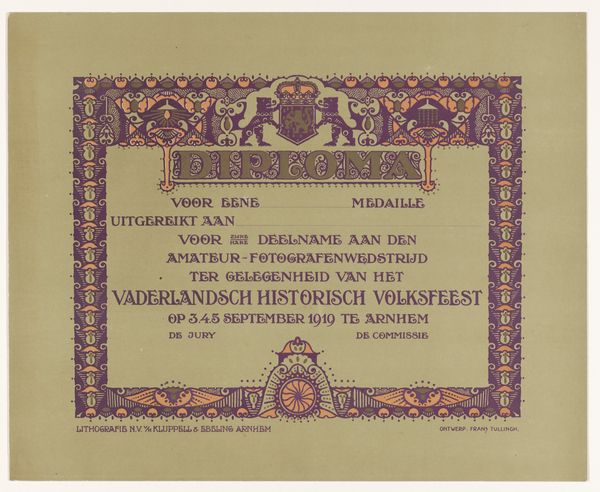 DIPLOMA
VOOR EENE MEDAILLE
UITGEREIKT AAN
VOOR ZIJNE HARE DEELNAME AAN DEN
AMATEUR-FOTOGRAFENWEDSTRIJD
TER GELEGENHEID VAN HET
VADERLANDSCH HISTORISCH VOLKSFEEST
OP 3.4.5 SEPTEMBER 1919 TE ARNHEM
DE JURY DE COMMISSIE
LITHOGRAFIE N.V. V/H KLUPPELL & EBELING ARNHEM ONTWERP. FRANS TULLINGH.